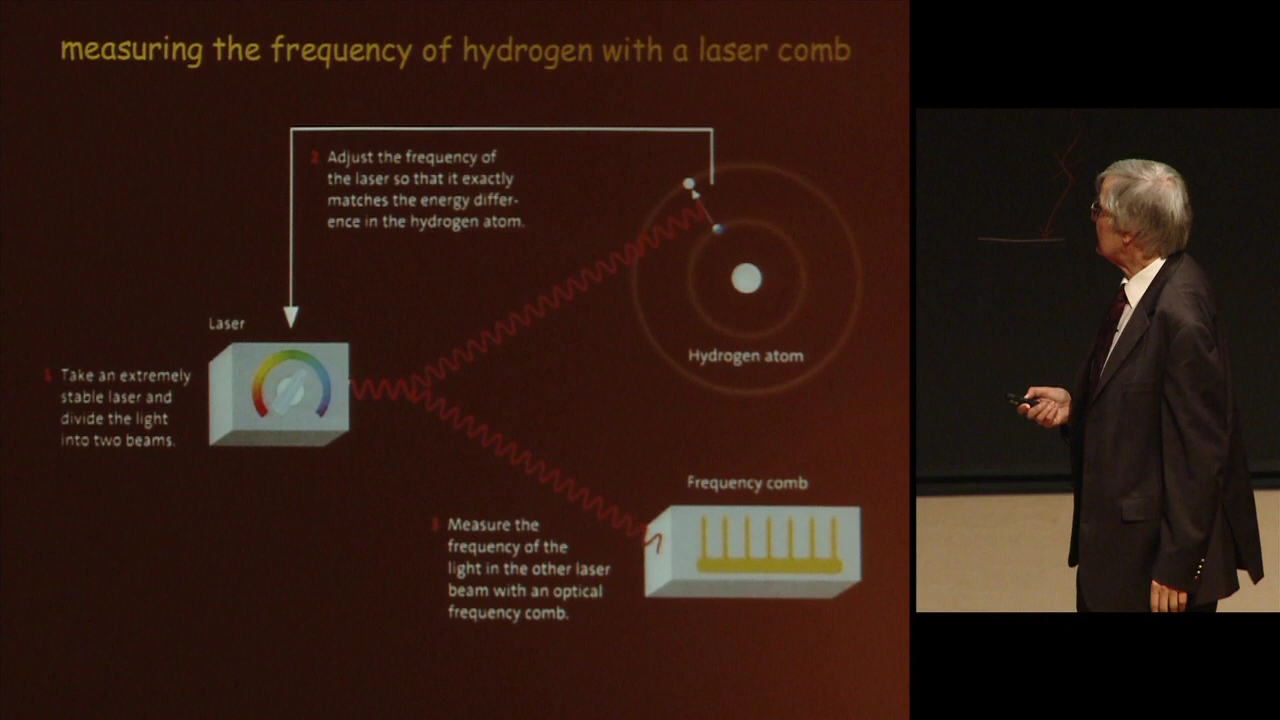 measuring the frequency of hydrogen with a laser comb
2 Adjust the frequency of
the laser so that it exactly
matches the energy differ-
ence in the hydrogen atom.
Laser
1 Take an extremely
stable laser and
divide the light
into two beams.
Hydrogen atom
Frequency comb
3 Measure the
frequency of the
light in the other laser
beam with an optical
frequency comb.